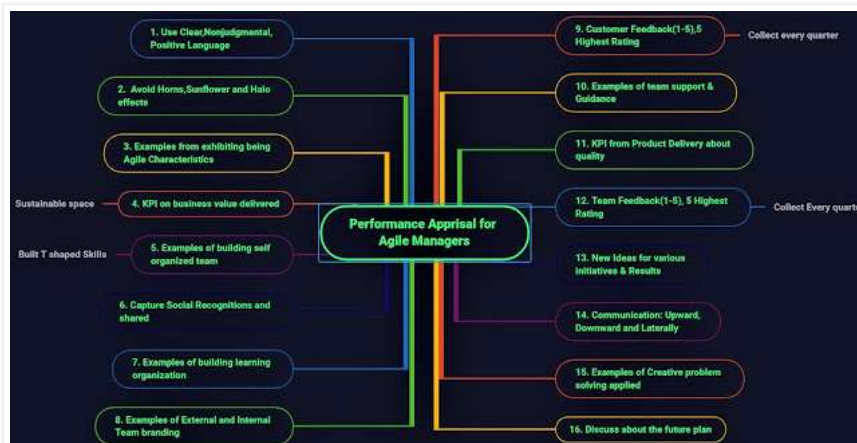 Performance Apprisal for
Agile Managers
1. Use Clear,Nonjudgmental,
Positive Language
2. Avoid Horns,Sunflower and Halo
effects
3. Examples from exhibiting being
Agile Characteristics
Sustainable space
4. KPI on business value delivered
Built T shaped Skills
5. Examples of building self
organized team
6. Capture Social Recognitions and
shared
7. Examples of building learning
organization
8. Examples of External and Internal
Team branding
9. Customer Feedback(1-5),5
Highest Rating
Collect every quarter
10. Examples of team support &
Guidance
11. KPI from Product Delivery about
quality
12. Team Feedback(1-5), 5 Highest
Rating
Collect Every quart
13. New Ideas for various
initiatives & Results
14. Communication: Upward,
Downward and Laterally
15. Examples of Creative problem
solving applied
16. Discuss about the future plan